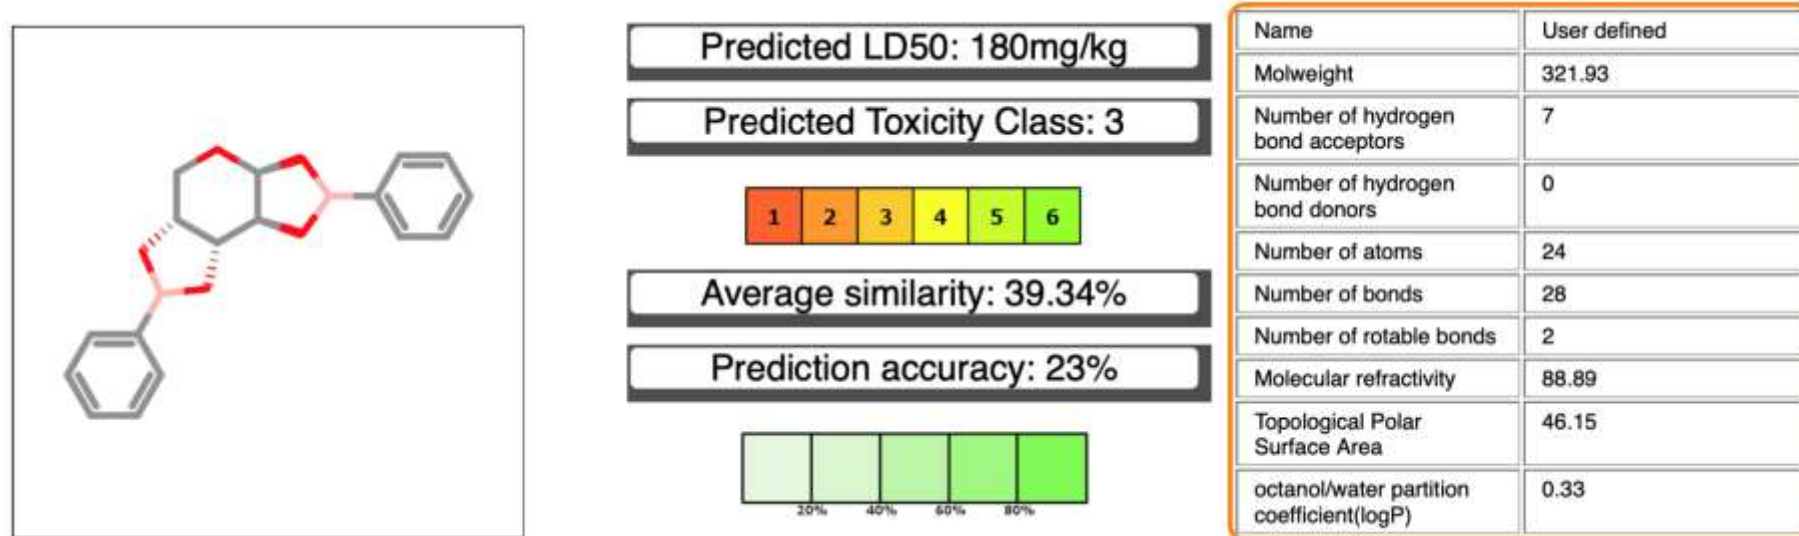 Predicted LD50: 180mg/kg
Predicted Toxicity Class: 3
1 2 3 4 5 6
Average similarity: 39.34%
Prediction accuracy: 23%
20% 40% 60% 80%
Name User defined
Molweight 321.93
Number of hydrogen 7
bond acceptors
Number of hydrogen 0
bond donors
Number of atoms 24
Number of bonds 28
Number of rotable bonds 2
Molecular refractivity 88.89
Topological Polar 46.15
Surface Area
octanol/water partition 0.33
coefficient(logP)